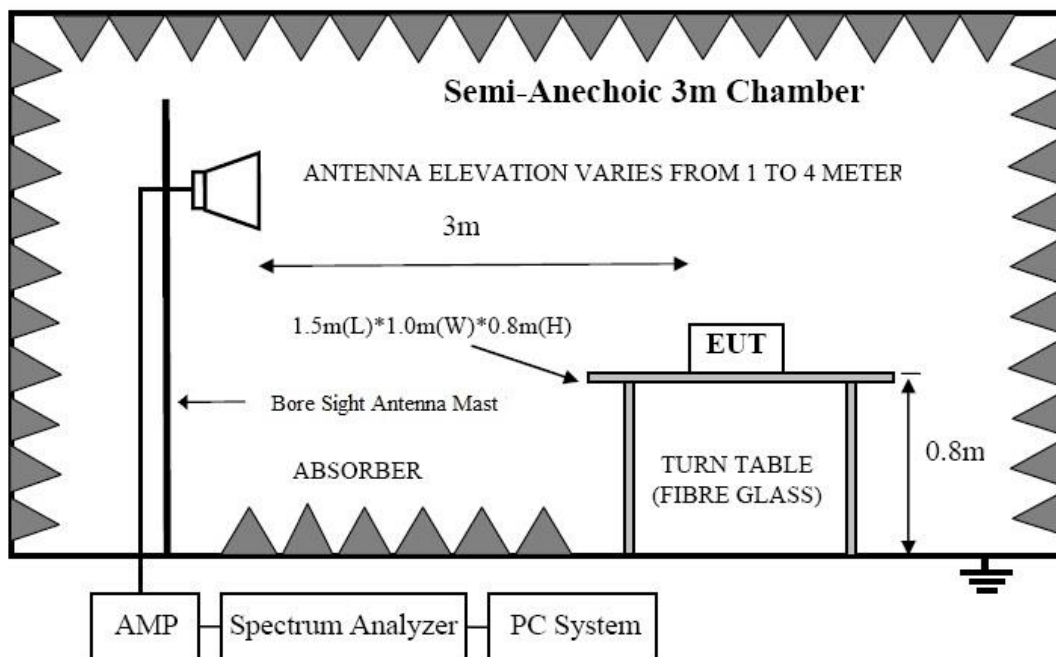 Semi-Anechoic 3m Chamber
ANTENNA ELEVATION VARIES FROM 1 TO 4 METER
3m
1.5m(L)*1.0m(W)*0.8m(H)
EUT
Bore Sight Antenna Mast
0.8m
ABSORBER
TURN TABLE
(FIBRE GLASS)
AMP
Spectrum Analyzer
PC System